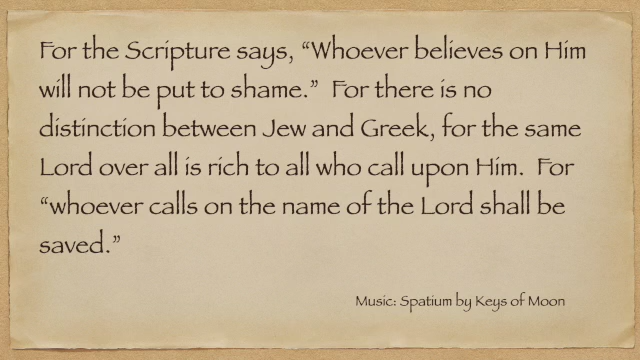 For the Scripture says, “Whoever believes on Him
will not be put to shame.”  For there is no
distinction between Jew and Greek, for the same
Lord over all is rich to all who call upon Him.  For
“whoever calls on the name of the Lord shall be
saved.”
Music: Spatium by Keys of Moon